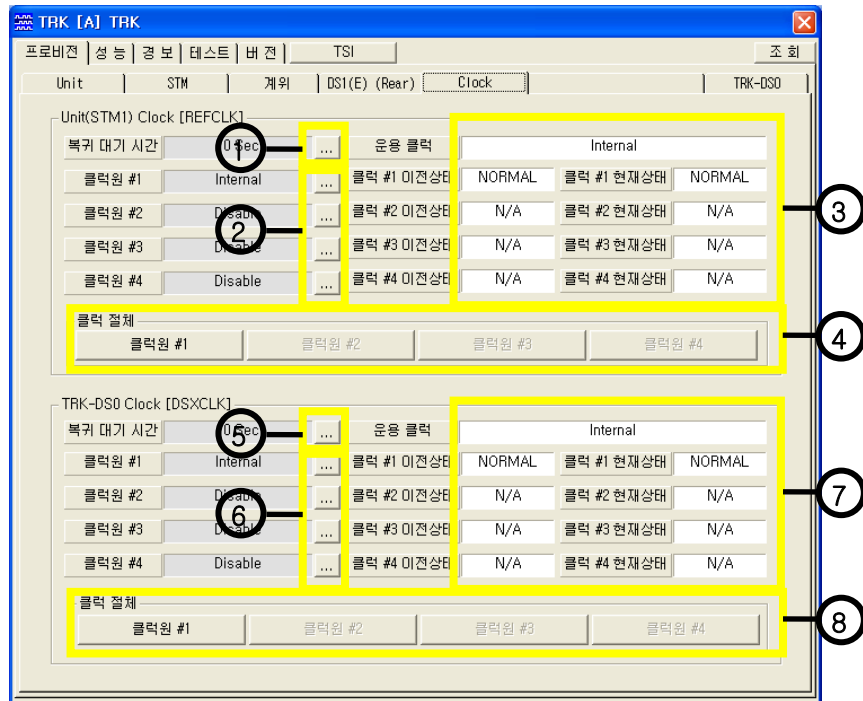 TRK [A] TRK
프로비전 성 능 경 보 테스트 버 전 TSI 조 회
Unit STM 계위 DS1(E) (Rear) Clock TRK-DS0
Unit(STM1) Clock [REFCLK]
복귀 대기 시간 0 Sec ... 운용 클럭 Internal
1
클럭원 #1 Internal ... 클럭 #1 이전상태 NORMAL 클럭 #1 현재상태 NORMAL
클럭원 #2 Disable ... 클럭 #2 이전상태 N/A 클럭 #2 현재상태 N/A
3
2
클럭원 #3 Disable ... 클럭 #3 이전상태 N/A 클럭 #3 현재상태 N/A
클럭원 #4 Disable ... 클럭 #4 이전상태 N/A 클럭 #4 현재상태 N/A
클럭 절체
클럭원 #1 클럭원 #2 클럭원 #3 클럭원 #4
4
TRK-DS0 Clock [DSXCLK]
복귀 대기 시간 0 Sec ... 운용 클럭 Internal
5
클럭원 #1 Internal ... 클럭 #1 이전상태 NORMAL 클럭 #1 현재상태 NORMAL
클럭원 #2 Disable ... 클럭 #2 이전상태 N/A 클럭 #2 현재상태 N/A
7
6
클럭원 #3 Disable ... 클럭 #3 이전상태 N/A 클럭 #3 현재상태 N/A
클럭원 #4 Disable ... 클럭 #4 이전상태 N/A 클럭 #4 현재상태 N/A
클럭 절체
클럭원 #1 클럭원 #2 클럭원 #3 클럭원 #4
8